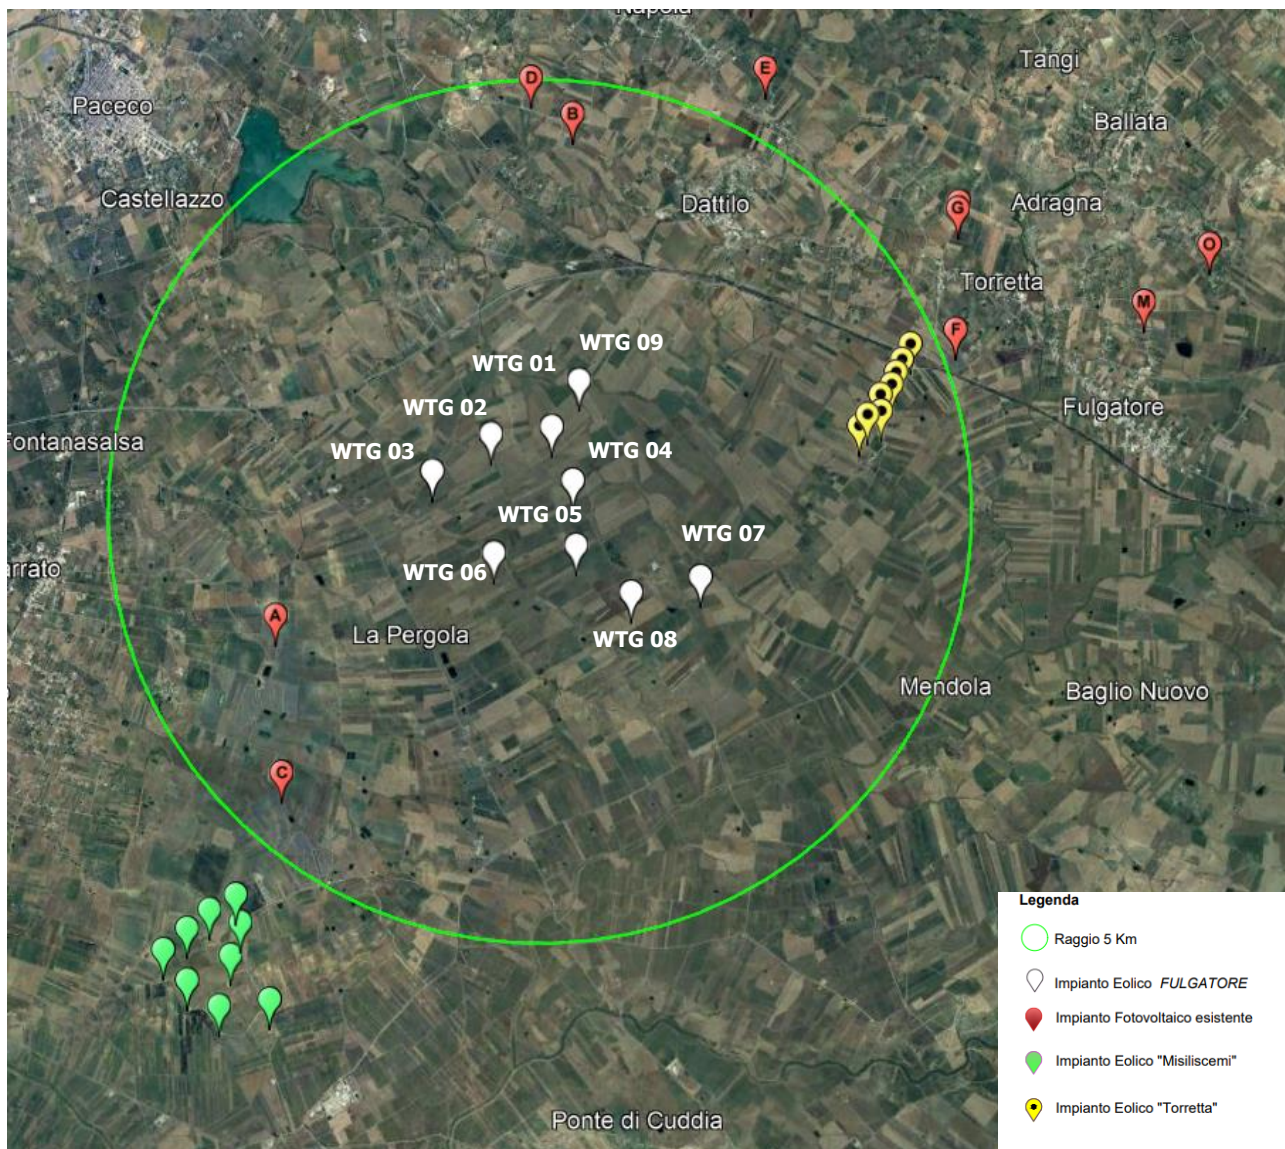 Napola
Tangi
D
E
Paceco
B
Ballata
Castellazzo
Dattilo
G
Adragna
O
Torretta
M
F
WTG 09
WTG 01
WTG 02
Fulgatore
Fontanasalsa
WTG 03
WTG 04
WTG 05
WTG 07
WTG 06
arrato
A
La Pergola
WTG 08
Mendola
Baglio Nuovo
C
Ponte di Cuddia
Legenda
Raggio 5 Km
Impianto Eolico FULGATORE
Impianto Fotovoltaico esistente
Impianto Eolico "Misiliscemi"
Impianto Eolico "Torretta"